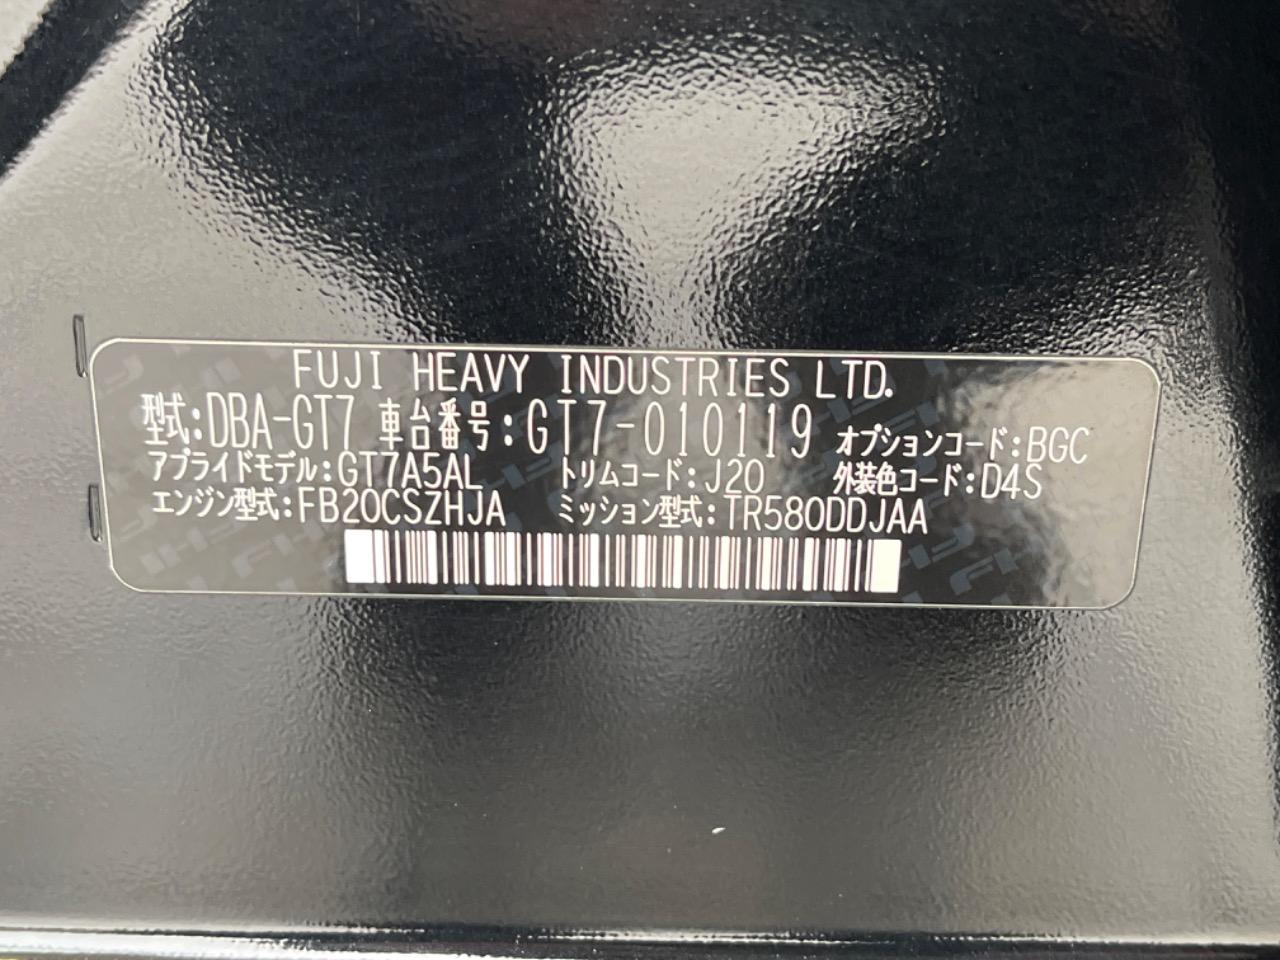 FUJI HEAVY INDUSTRIES LTD.
型式:DBA-GT7 車台番号:GT7-010119 オプションコード:BGC
アプライドモデル:GT7A5AL トリムコード:J20 外装色コード:D4S
エンジン型式:FB20CSZHJA ミッション型式:TR580DDJAA